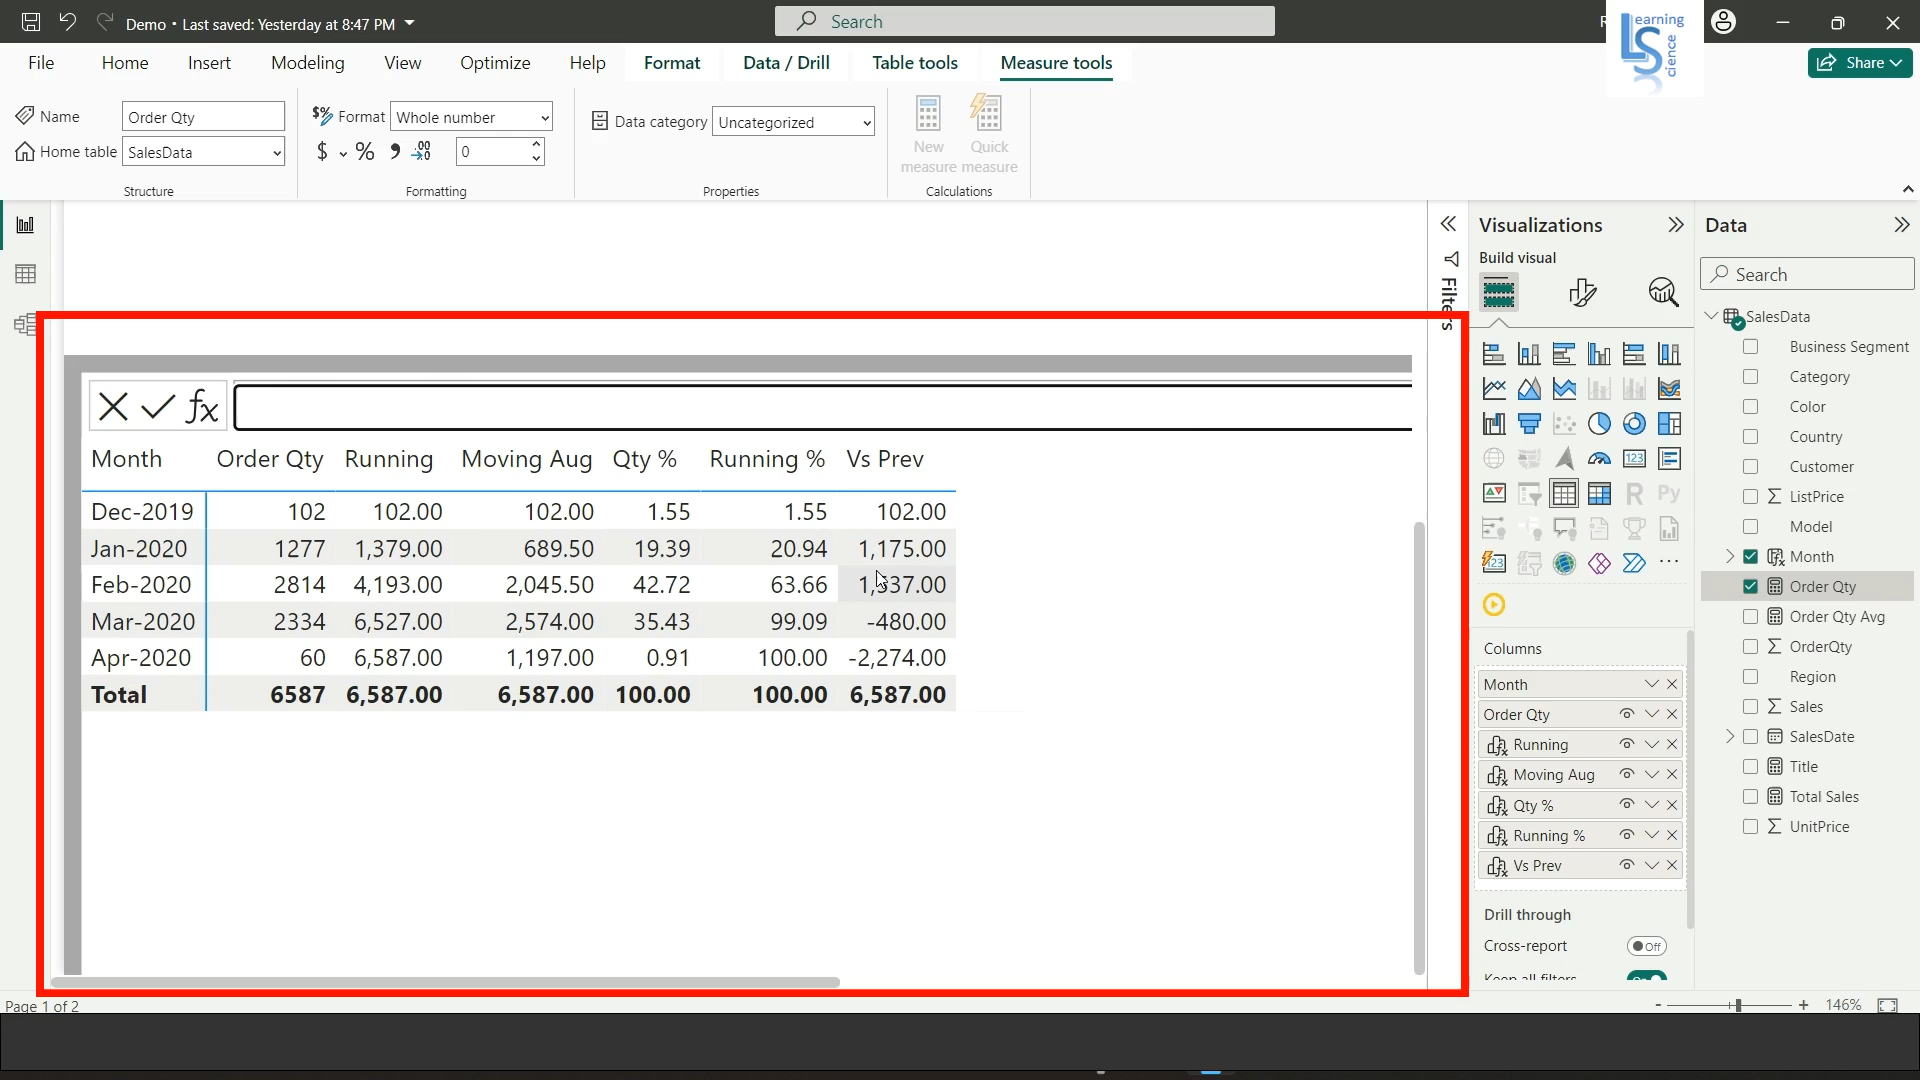 Demo • Last saved: Yesterday at 8:47 PM
Search
Learning Science
File Home Insert Modeling View Optimize Help Format Data / Drill Table tools Measure tools
Share
Name Order Qty
Home table SalesData
Structure
Format Whole number
$ % 0
Formatting
Data category Uncategorized
Properties
New measure
Quick measure
Calculations
Month Order Qty Running Moving Aug Qty % Running % Vs Prev
Dec-2019 102 102.00 102.00 1.55 1.55 102.00
Jan-2020 1277 1,379.00 689.50 19.39 20.94 1,175.00
Feb-2020 2814 4,193.00 2,045.50 42.72 63.66 1,537.00
Mar-2020 2334 6,527.00 2,574.00 35.43 99.09 -480.00
Apr-2020 60 6,587.00 1,197.00 0.91 100.00 -2,274.00
Total 6587 6,587.00 6,587.00 100.00 100.00 6,587.00
Filters
Visualizations
Build visual
Columns
Month
Order Qty
Running
Moving Aug
Qty %
Running %
Vs Prev
Drill through
Cross-report Off
Keep all filters On
Data
Search
SalesData
Business Segment
Category
Color
Country
Customer
ListPrice
Model
Month
Order Qty
Order Qty Avg
OrderQty
Region
Sales
SalesDate
Title
Total Sales
UnitPrice
Page 1 of 2
- + 146%